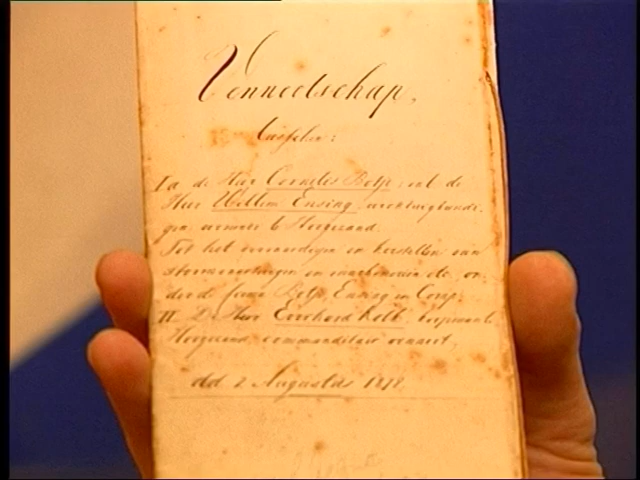 Vennootschap,
tusschen:
I a de Heer Cornelis Botje, en de
Heer Willem Ensing, werktuigkundi-
gen, wonende te Hoogezand.
Tot het vervaardigen en herstellen van
stoomwerktuigen en machinerien etc, on-
der de firma Botje, Ensing en Comp.
II De Heer Everhard Kolk, koopman te
Hoogezand, commanditair vennoot,
dd 2 Augustus 1878